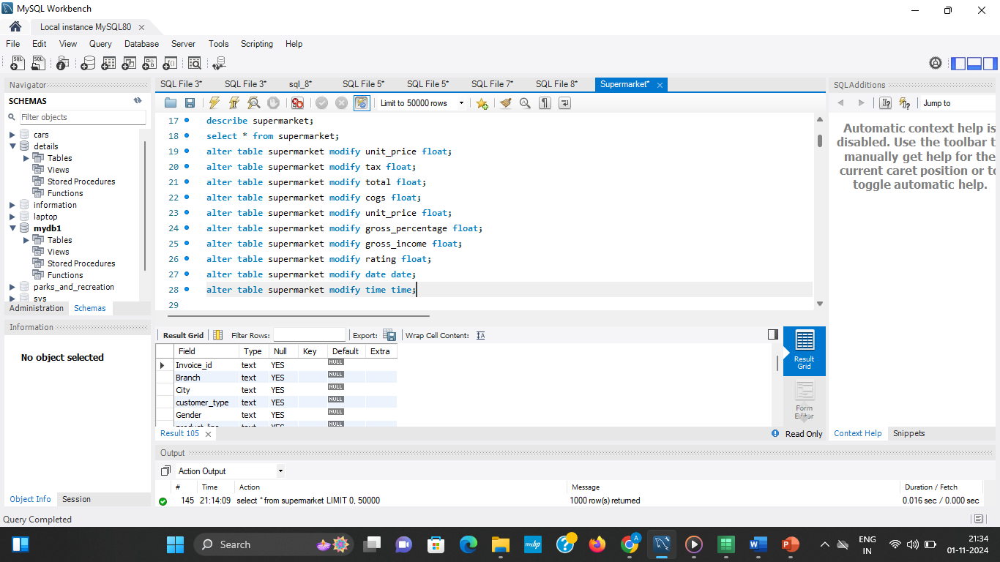 MySQL Workbench
Local instance MySQL80
File Edit View Query Database Server Tools Scripting Help
Navigator
SCHEMAS
Filter objects
cars
details
Tables
Views
Stored Procedures
Functions
information
laptop
mydb1
Tables
Views
Stored Procedures
Functions
parks_and_recreation
sys
Administration Schemas
Information
No object selected
Object Info Session
SQL File 3* SQL File 3* sql_8* SQL File 5* SQL File 5* SQL File 7* SQL File 8* Supermarket*
Limit to 50000 rows
17 describe supermarket;
18 select * from supermarket;
19 alter table supermarket modify unit_price float;
20 alter table supermarket modify tax float;
21 alter table supermarket modify total float;
22 alter table supermarket modify cogs float;
23 alter table supermarket modify unit_price float;
24 alter table supermarket modify gross_percentage float;
25 alter table supermarket modify gross_income float;
26 alter table supermarket modify rating float;
27 alter table supermarket modify date date;
28 alter table supermarket modify time time;
29
Result Grid Filter Rows: Export: Wrap Cell Content:
Field Type Null Key Default Extra
Invoice_id text YES NULL
Branch text YES NULL
City text YES NULL
customer_type text YES NULL
Gender text YES NULL
product_line text YES NULL
Result Grid
Form Editor
Result 105
Read Only
SQLAdditions
Jump to
Automatic context help is
disabled. Use the toolbar t
manually get help for the
current caret position or to
toggle automatic help.
Context Help Snippets
Output
Action Output
# Time Action Message Duration / Fetch
145 21:14:09 select * from supermarket LIMIT 0, 50000 1000 row(s) returned 0.016 sec / 0.000 sec
Query Completed
Search
ENG
IN
21:34
01-11-2024